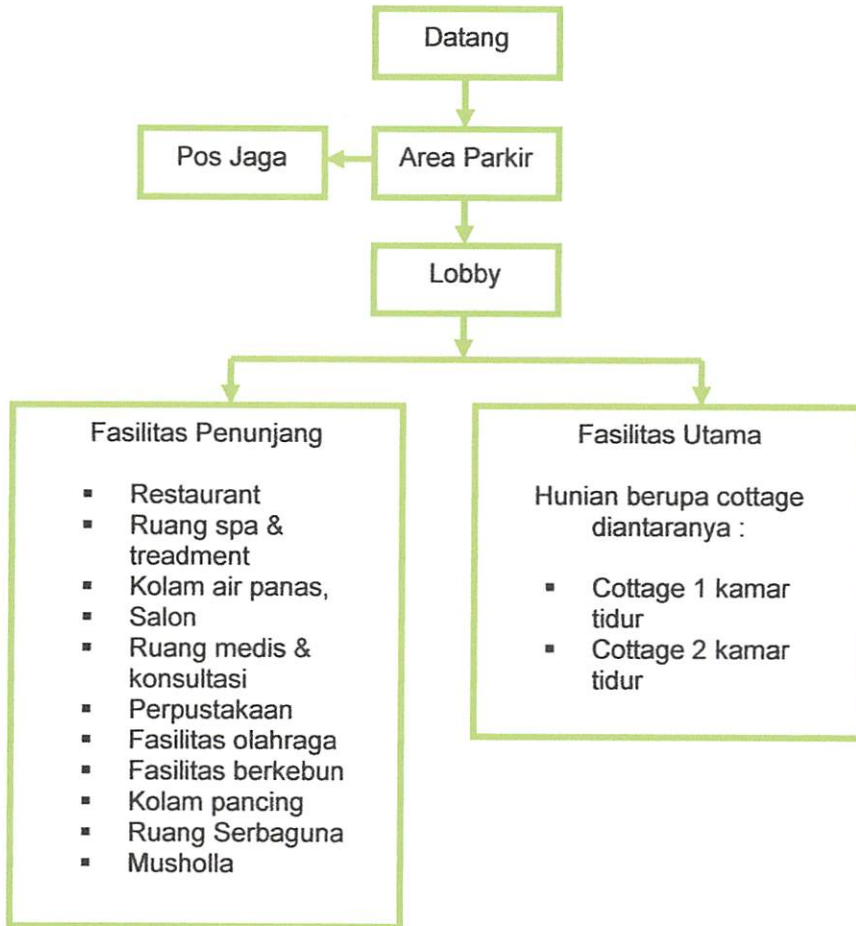 Datang
Pos Jaga
Area Parkir
Lobby
Fasilitas Penunjang
▪ Restaurant
▪ Ruang spa &
treadment
▪ Kolam air panas,
▪ Salon
▪ Ruang medis &
konsultasi
▪ Perpustakaan
▪ Fasilitas olahraga
▪ Fasilitas berkebun
▪ Kolam pancing
▪ Ruang Serbaguna
▪ Musholla
Fasilitas Utama
Hunian berupa cottage
diantaranya :
▪ Cottage 1 kamar
tidur
▪ Cottage 2 kamar
tidur